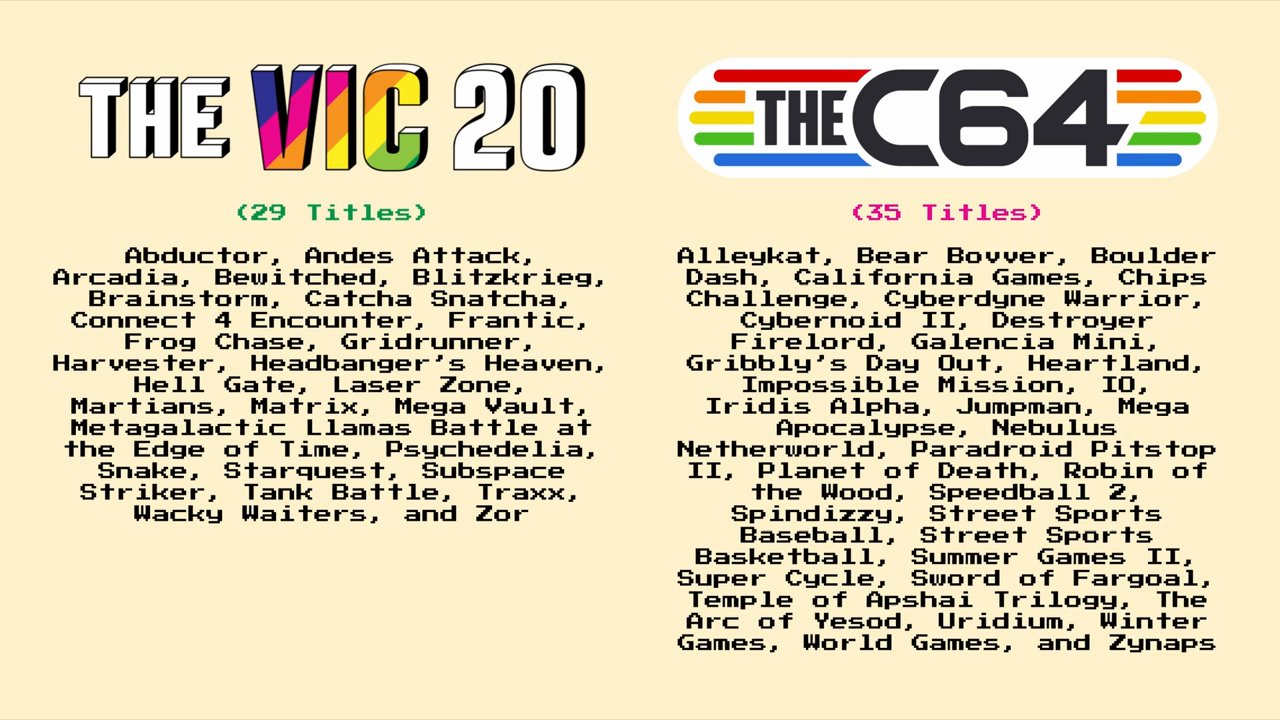 THE VIC 20
(29 Titles)
Abductor, Andes Attack,
Arcadia, Bewitched, Blitzkrieg,
Brainstorm, Catcha Snatcha,
Connect 4 Encounter, Frantic,
Frog Chase, Gridrunner,
Harvester, Headbanger's Heaven,
Hell Gate, Laser Zone,
Martians, Matrix, Mega Vault,
Metagalactic Llamas Battle at
the Edge of Time, Psychedelia,
Snake, Starquest, Subspace
Striker, Tank Battle, Traxx,
Wacky Waiters, and Zor
THEC64
(35 Titles)
Alleykat, Bear Bovver, Boulder
Dash, California Games, Chips
Challenge, Cyberdyne Warrior,
Cybernoid II, Destroyer
Firelord, Galencia Mini,
Gribbly's Day Out, Heartland,
Impossible Mission, IO,
Iridis Alpha, Jumpman, Mega
Apocalypse, Nebulus
Netherworld, Paradroid Pitstop
II, Planet of Death, Robin of
the Wood, Speedball 2,
Spindizzy, Street Sports
Baseball, Street Sports
Basketball, Summer Games II,
Super Cycle, Sword of Fargoal,
Temple of Apshai Trilogy, The
Arc of Yesod, Uridium, Winter
Games, World Games, and Zynaps